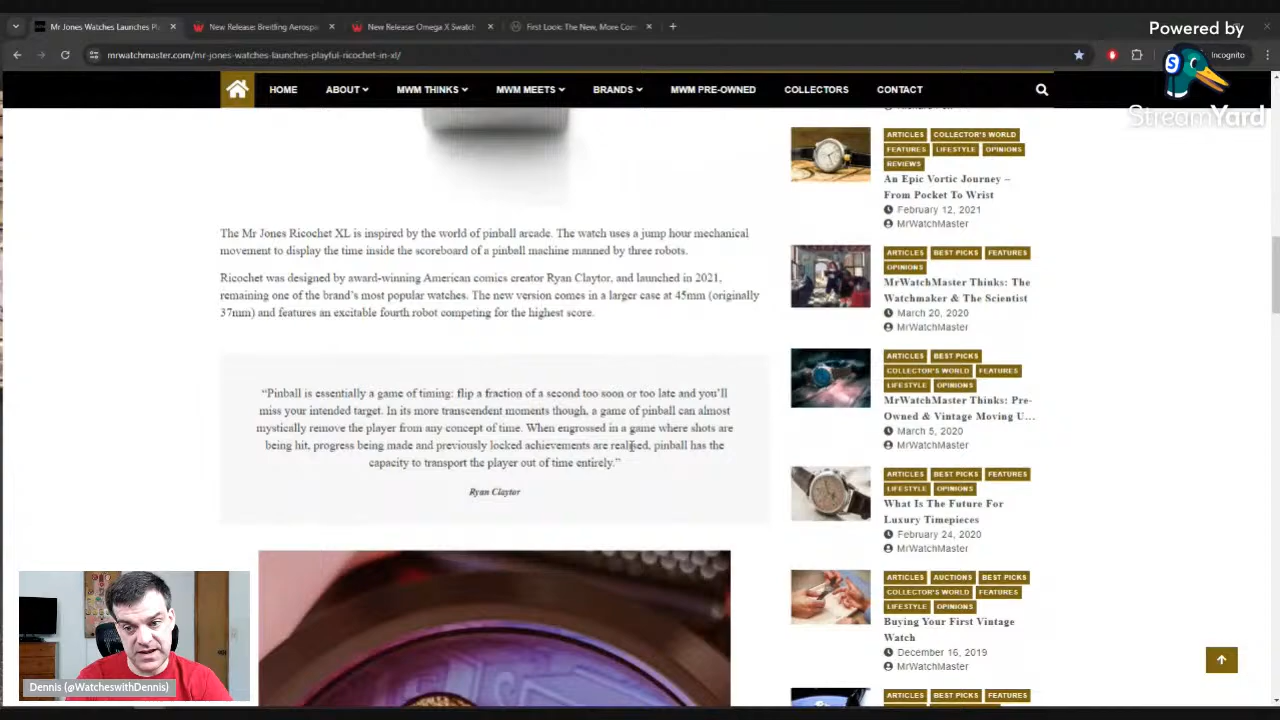 Mr Jones Watches Launches Pl
New Release: Breitling Aerosp
New Release: Omega X Swatch
First Look: The New, More Com
Powered by
mrwatchmaster.com/mr-jones-watches-launches-playful-ricochet-in-xl/
Incognito
StreamYard
HOME
ABOUT
MWM THINKS
MWM MEETS
BRANDS
MWM PRE-OWNED
COLLECTORS
CONTACT
The Mr Jones Ricochet XL is inspired by the world of pinball arcade. The watch uses a jump hour mechanical
movement to display the time inside the scoreboard of a pinball machine manned by three robots.
Ricochet was designed by award-winning American comics creator Ryan Claytor, and launched in 2021,
remaining one of the brand's most popular watches. The new version comes in a larger case at 45mm (originally
37mm) and features an excitable fourth robot competing for the highest score.
“Pinball is essentially a game of timing: flip a fraction of a second too soon or too late and you'll
miss your intended target. In its more transcendent moments though, a game of pinball can almost
mystically remove the player from any concept of time. When engrossed in a game where shots are
being hit, progress being made and previously locked achievements are realised, pinball has the
capacity to transport the player out of time entirely.”
Ryan Claytor
ARTICLES COLLECTOR'S WORLD
FEATURES LIFESTYLE OPINIONS
REVIEWS
An Epic Vortic Journey –
From Pocket To Wrist
February 12, 2021
MrWatchMaster
ARTICLES BEST PICKS FEATURES
OPINIONS
MrWatchMaster Thinks: The
Watchmaker & The Scientist
March 20, 2020
MrWatchMaster
ARTICLES BEST PICKS
COLLECTOR'S WORLD FEATURES
LIFESTYLE OPINIONS
MrWatchMaster Thinks: Pre-
Owned & Vintage Moving U...
March 5, 2020
MrWatchMaster
ARTICLES BEST PICKS FEATURES
LIFESTYLE OPINIONS
What Is The Future For
Luxury Timepieces
February 24, 2020
MrWatchMaster
ARTICLES AUCTIONS BEST PICKS
COLLECTOR'S WORLD FEATURES
LIFESTYLE OPINIONS
Buying Your First Vintage
Watch
December 16, 2019
MrWatchMaster
ARTICLES BEST PICKS FEATURES
Dennis (@WatcheswithDennis)